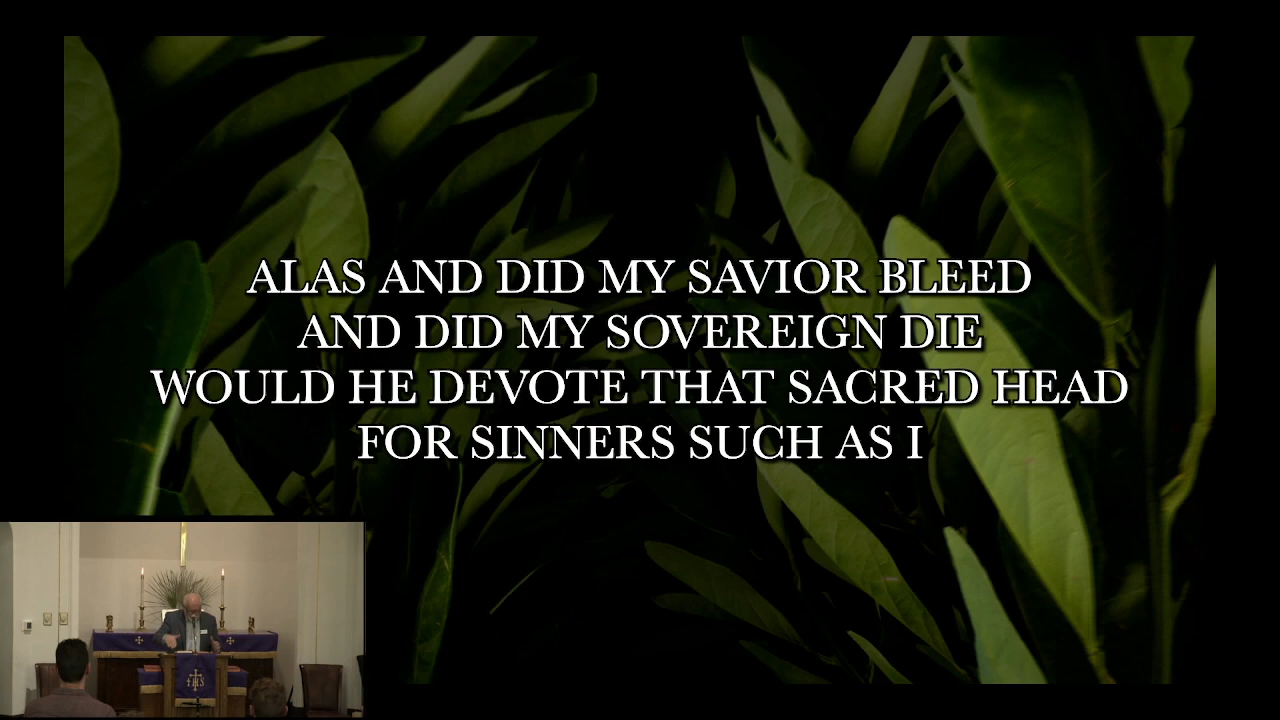 ALAS AND DID MY SAVIOR BLEED
AND DID MY SOVEREIGN DIE
WOULD HE DEVOTE THAT SACRED HEAD
FOR SINNERS SUCH AS I
IHS